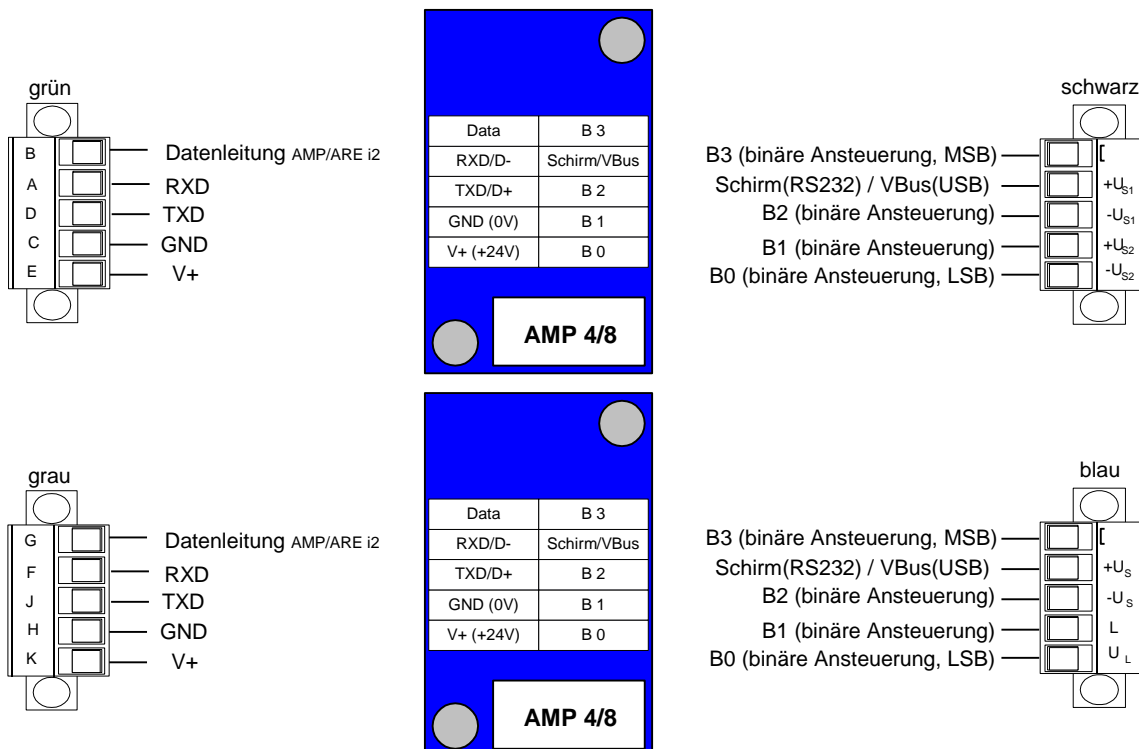 grün
B
A
D
C
E
Datenleitung AMP/ARE i2
RXD
TXD
GND
V+
Data B 3
RXD/D- Schirm/VBus
TXD/D+ B 2
GND (0V) B 1
V+ (+24V) B 0
AMP 4/8
schwarz
B3 (binäre Ansteuerung, MSB)
Schirm(RS232) / VBus(USB)
B2 (binäre Ansteuerung)
B1 (binäre Ansteuerung)
B0 (binäre Ansteuerung, LSB)
[
+US1
-US1
+US2
-US2
grau
G
F
J
H
K
Datenleitung AMP/ARE i2
RXD
TXD
GND
V+
Data B 3
RXD/D- Schirm/VBus
TXD/D+ B 2
GND (0V) B 1
V+ (+24V) B 0
AMP 4/8
blau
B3 (binäre Ansteuerung, MSB)
Schirm(RS232) / VBus(USB)
B2 (binäre Ansteuerung)
B1 (binäre Ansteuerung)
B0 (binäre Ansteuerung, LSB)
[
+US
-US
L
UL